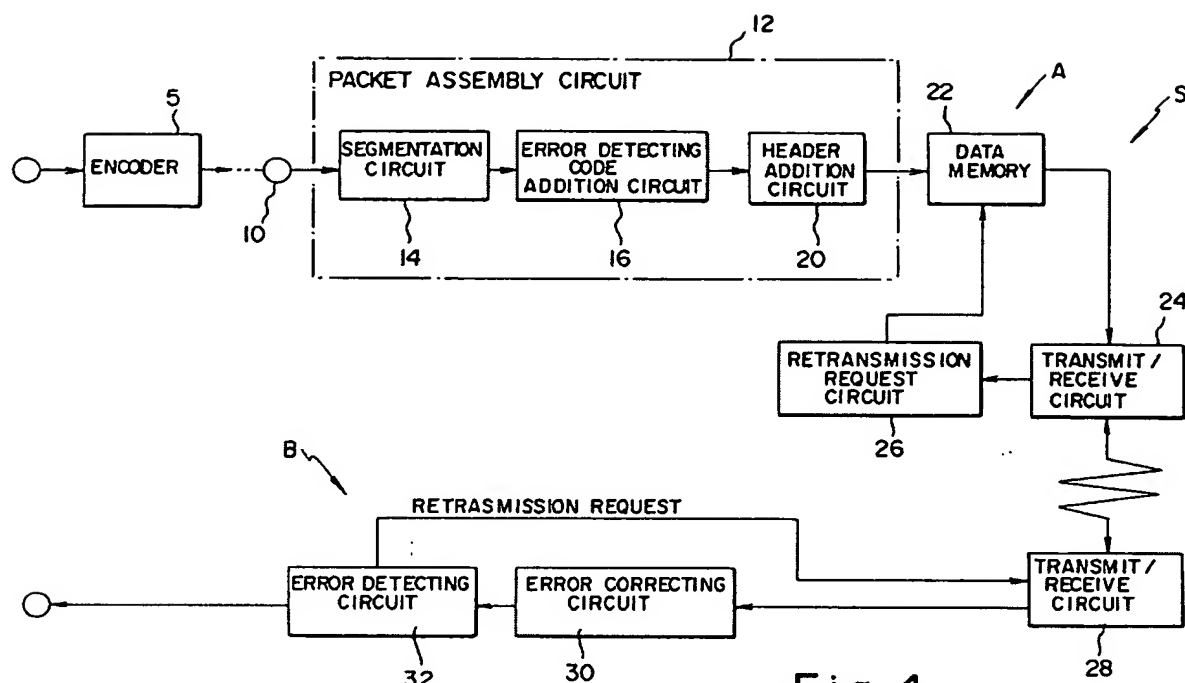 12
PACKET ASSEMBLY CIRCUIT
A
S
5
22
ENCODER
SEGMENTATION
CIRCUIT
ERROR DETECTING
CODE
ADDITION CIRCUIT
HEADER
ADDITION
CIRCUIT
DATA
MEMORY
10
14
16
20
24
RETRANSMISSION
REQUEST
CIRCUIT
TRANSMIT/
RECEIVE
CIRCUIT
26
B
RETRASMISSION REQUEST
ERROR DETECTING
CIRCUIT
ERROR CORRECTING
CIRCUIT
TRANSMIT/
RECEIVE
CIRCUIT
32
30
28